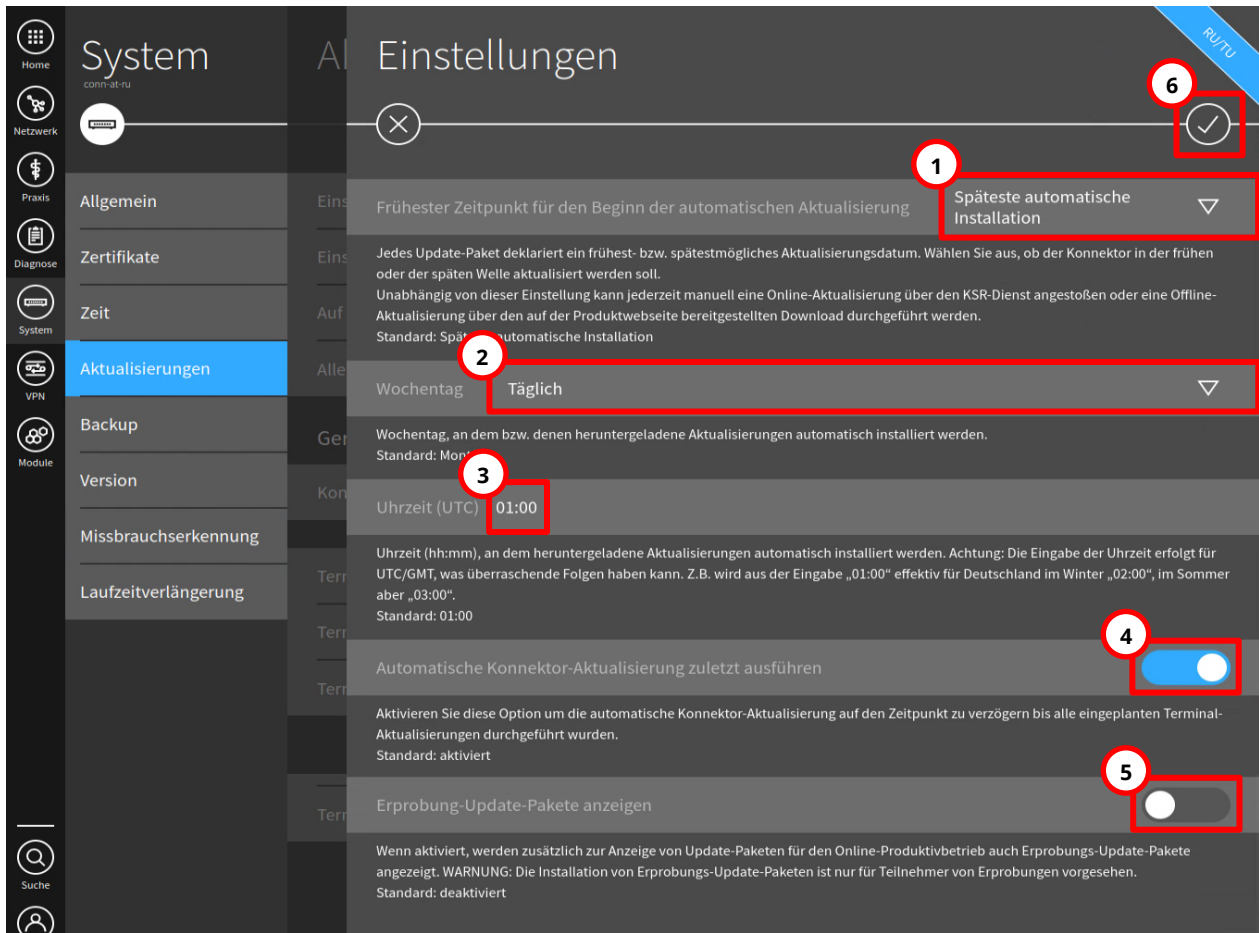 Home
Netzwerk
Praxis
Diagnose
System
VPN
Module
Suche
System
conn-at-ru
Allgemein
Zertifikate
Zeit
Aktualisierungen
Backup
Version
Missbrauchserkennung
Laufzeitverlängerung
Al
Eins
Eins
Auf
Alle
Ger
Kon
Terr
Terr
Terr
Terr
Einstellungen
RU/TU
6
1
Frühester Zeitpunkt für den Beginn der automatischen Aktualisierung
Späteste automatische
Installation
Jedes Update-Paket deklariert ein frühest- bzw. spätestmögliches Aktualisierungsdatum. Wählen Sie aus, ob der Konnektor in der frühen
oder der späten Welle aktualisiert werden soll.
Unabhängig von dieser Einstellung kann jederzeit manuell eine Online-Aktualisierung über den KSR-Dienst angestoßen oder eine Offline-
Aktualisierung über den auf der Produktwebseite bereitgestellten Download durchgeführt werden.
Standard: Spät automatische Installation
2
Wochentag Täglich
Wochentag, an dem bzw. denen heruntergeladene Aktualisierungen automatisch installiert werden.
Standard: Mont
3
Uhrzeit (UTC) 01:00
Uhrzeit (hh:mm), an dem heruntergeladene Aktualisierungen automatisch installiert werden. Achtung: Die Eingabe der Uhrzeit erfolgt für
UTC/GMT, was überraschende Folgen haben kann. Z.B. wird aus der Eingabe „01:00“ effektiv für Deutschland im Winter „02:00“, im Sommer
aber „03:00“.
Standard: 01:00
4
Automatische Konnektor-Aktualisierung zuletzt ausführen
Aktivieren Sie diese Option um die automatische Konnektor-Aktualisierung auf den Zeitpunkt zu verzögern bis alle eingeplanten Terminal-
Aktualisierungen durchgeführt wurden.
Standard: aktiviert
5
Erprobung-Update-Pakete anzeigen
Wenn aktiviert, werden zusätzlich zur Anzeige von Update-Paketen für den Online-Produktivbetrieb auch Erprobungs-Update-Pakete
angezeigt. WARNUNG: Die Installation von Erprobungs-Update-Paketen ist nur für Teilnehmer von Erprobungen vorgesehen.
Standard: deaktiviert